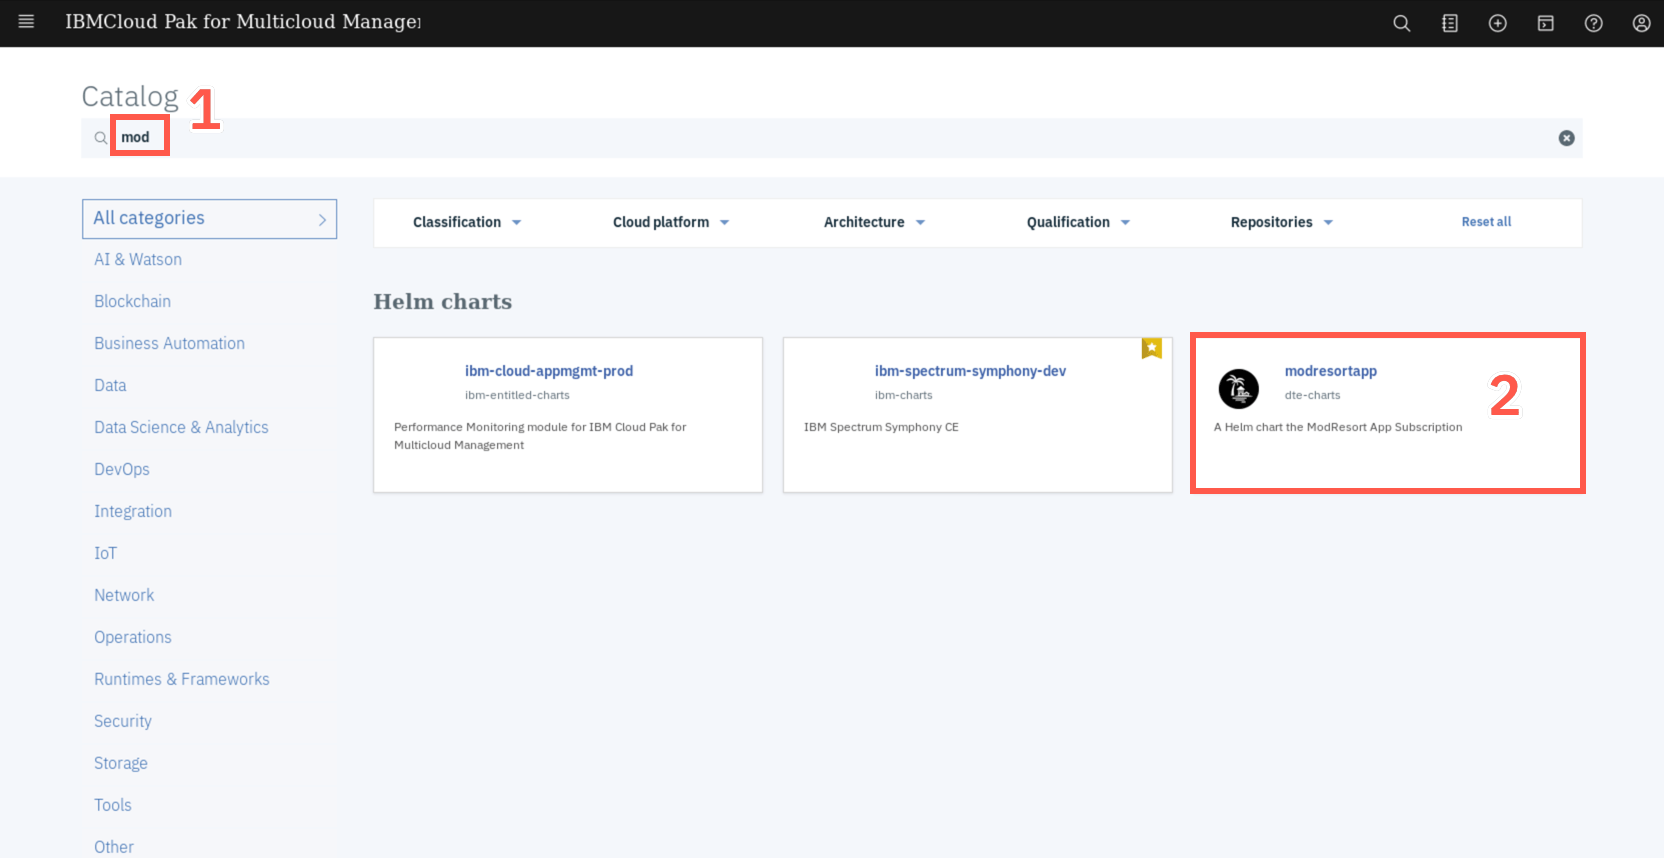 IBMCloud Pak for Multicloud Manager
Catalog
1
mod
All categories
AI & Watson
Blockchain
Business Automation
Data
Data Science & Analytics
DevOps
Integration
IoT
Network
Operations
Runtimes & Frameworks
Security
Storage
Tools
Other
Classification
Cloud platform
Architecture
Qualification
Repositories
Reset all
Helm charts
ibm-cloud-appmgmt-prod
ibm-entitled-charts
Performance Monitoring module for IBM Cloud Pak for
Multicloud Management
ibm-spectrum-symphony-dev
ibm-charts
IBM Spectrum Symphony CE
modresortapp
dte-charts
A Helm chart the ModResort App Subscription
2